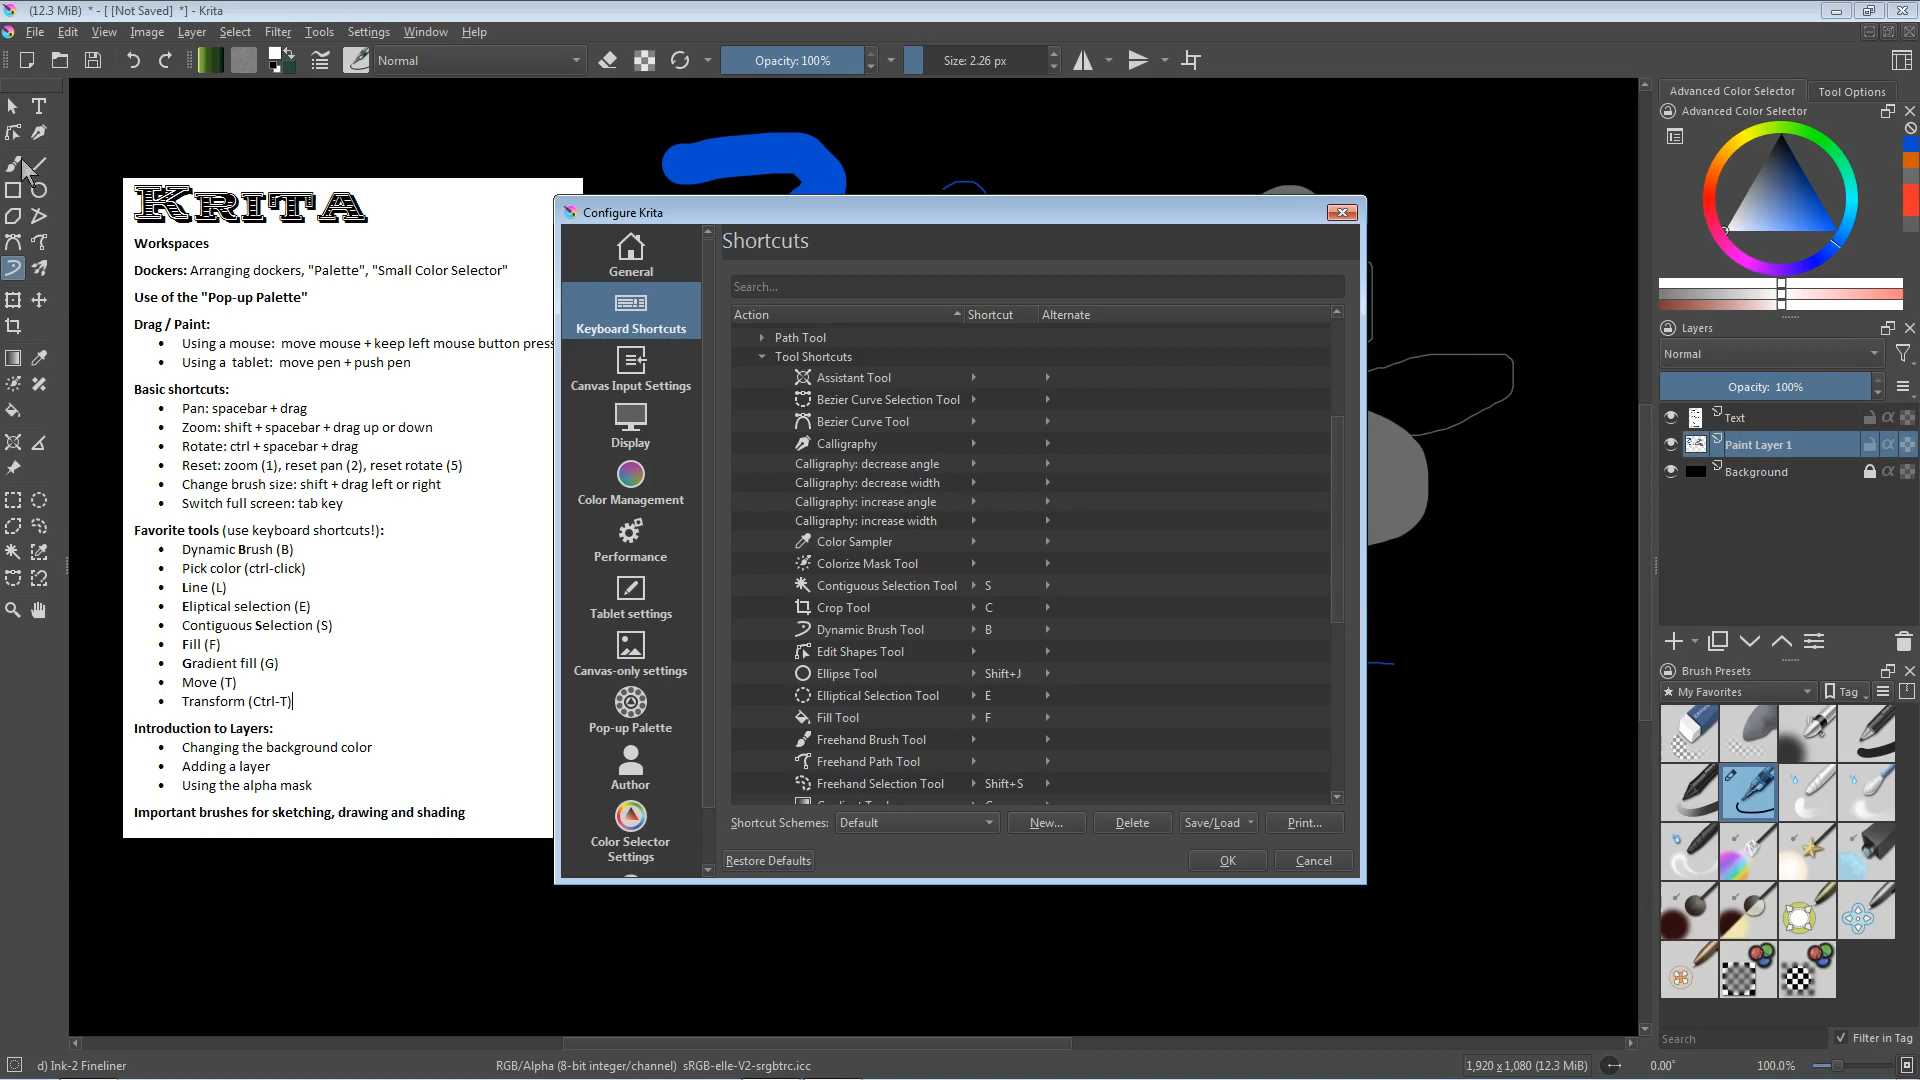 (12.3 MiB)  * - [ [Not Saved]  *] - Krita
File Edit View Image Layer Select Filter Tools Settings Window Help
Normal
Opacity: 100%
Size: 2.26 px
KRITA
Workspaces
Dockers: Arranging dockers, "Palette", "Small Color Selector"
Use of the "Pop-up Palette"
Drag / Paint:
• Using a mouse:  move mouse + keep left mouse button press
• Using a  tablet:  move pen + push pen
Basic shortcuts:
• Pan: spacebar + drag
• Zoom: shift + spacebar + drag up or down
• Rotate: ctrl + spacebar + drag
• Reset: zoom (1), reset pan (2), reset rotate (5)
• Change brush size: shift + drag left or right
• Switch full screen: tab key
Favorite tools (use keyboard shortcuts!):
• Dynamic Brush (B)
• Pick color (ctrl-click)
• Line (L)
• Eliptical selection (E)
• Contiguous Selection (S)
• Fill (F)
• Gradient fill (G)
• Move (T)
• Transform (Ctrl-T)
Introduction to Layers:
• Changing the background color
• Adding a layer
• Using the alpha mask
Important brushes for sketching, drawing and shading
Configure Krita
General
Keyboard Shortcuts
Canvas Input Settings
Display
Color Management
Performance
Tablet settings
Canvas-only settings
Pop-up Palette
Author
Color Selector
Settings
Shortcuts
Search...
Action Shortcut Alternate
Path Tool
Tool Shortcuts
Assistant Tool
Bezier Curve Selection Tool
Bezier Curve Tool
Calligraphy
Calligraphy: decrease angle
Calligraphy: decrease width
Calligraphy: increase angle
Calligraphy: increase width
Color Sampler
Colorize Mask Tool
Contiguous Selection Tool S
Crop Tool C
Dynamic Brush Tool B
Edit Shapes Tool
Ellipse Tool Shift+J
Elliptical Selection Tool E
Fill Tool F
Freehand Brush Tool
Freehand Path Tool
Freehand Selection Tool Shift+S
Shortcut Schemes: Default New... Delete Save/Load Print...
Restore Defaults OK Cancel
Advanced Color Selector Tool Options
Advanced Color Selector
Layers
Normal
Opacity:  100%
Text
Paint Layer 1
Background
Brush Presets
★ My Favorites Tag
Search Filter in Tag
d) Ink-2 Fineliner
RGB/Alpha (8-bit integer/channel)  sRGB-elle-V2-srgbtrc.icc
1,920 x 1,080 (12.3 MiB)
0.00°
100.0%